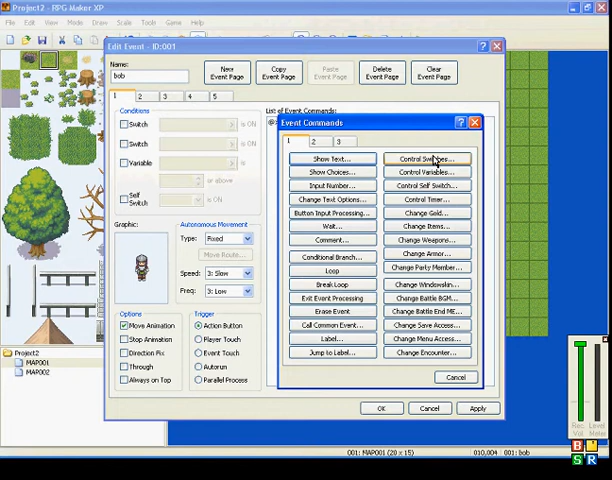 Project2 - RPG Maker XP
File Edit View Mode Draw
Game
Edit Event - ID:001
Name:
bob
New
Event Page
Copy
Event Page
Paste
Event Page
Delete
Event Page
Clear
Event Page
1 2 3 4 5
Conditions
Switch is ON
Switch is ON
Variable is
or above
Self
Switch is ON
Graphic:
Autonomous Movement
Type: Fixed
Move Route...
Speed: 3: Slow
Freq: 3: Low
Options
Move Animation
Stop Animation
Direction Fix
Through
Always on Top
Trigger
Action Button
Player Touch
Event Touch
Autorun
Parallel Process
List of Event Commands:
Event Commands
1 2 3
Show Text...
Show Choices...
Input Number...
Change Text Options...
Button Input Processing...
Wait...
Comment...
Conditional Branch...
Loop
Break Loop
Exit Event Processing
Erase Event
Call Common Event...
Label...
Jump to Label...
Control Switches...
Control Variables...
Control Self Switch...
Control Timer...
Change Gold...
Change Items...
Change Weapons...
Change Armor...
Change Party Member...
Change Windowskin...
Change Battle BGM...
Change Battle End ME...
Change Save Access...
Change Menu Access...
Change Encounter...
Cancel
OK
Cancel
Apply
Project2
MAP001
MAP002
Rec.
Vol
Level
Meter
B
S R
001: MAP001 (20 x 15)
010,004
001: bob